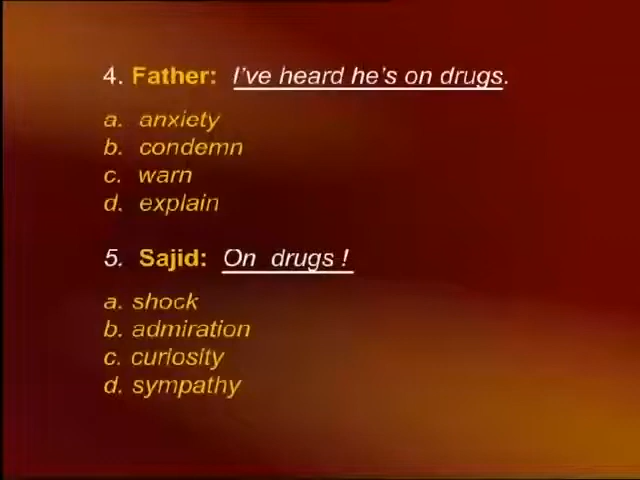 4. Father: I've heard he's on drugs.
a. anxiety
b. condemn
c. warn
d. explain
5. Sajid: On drugs !
a. shock
b. admiration
c. curiosity
d. sympathy